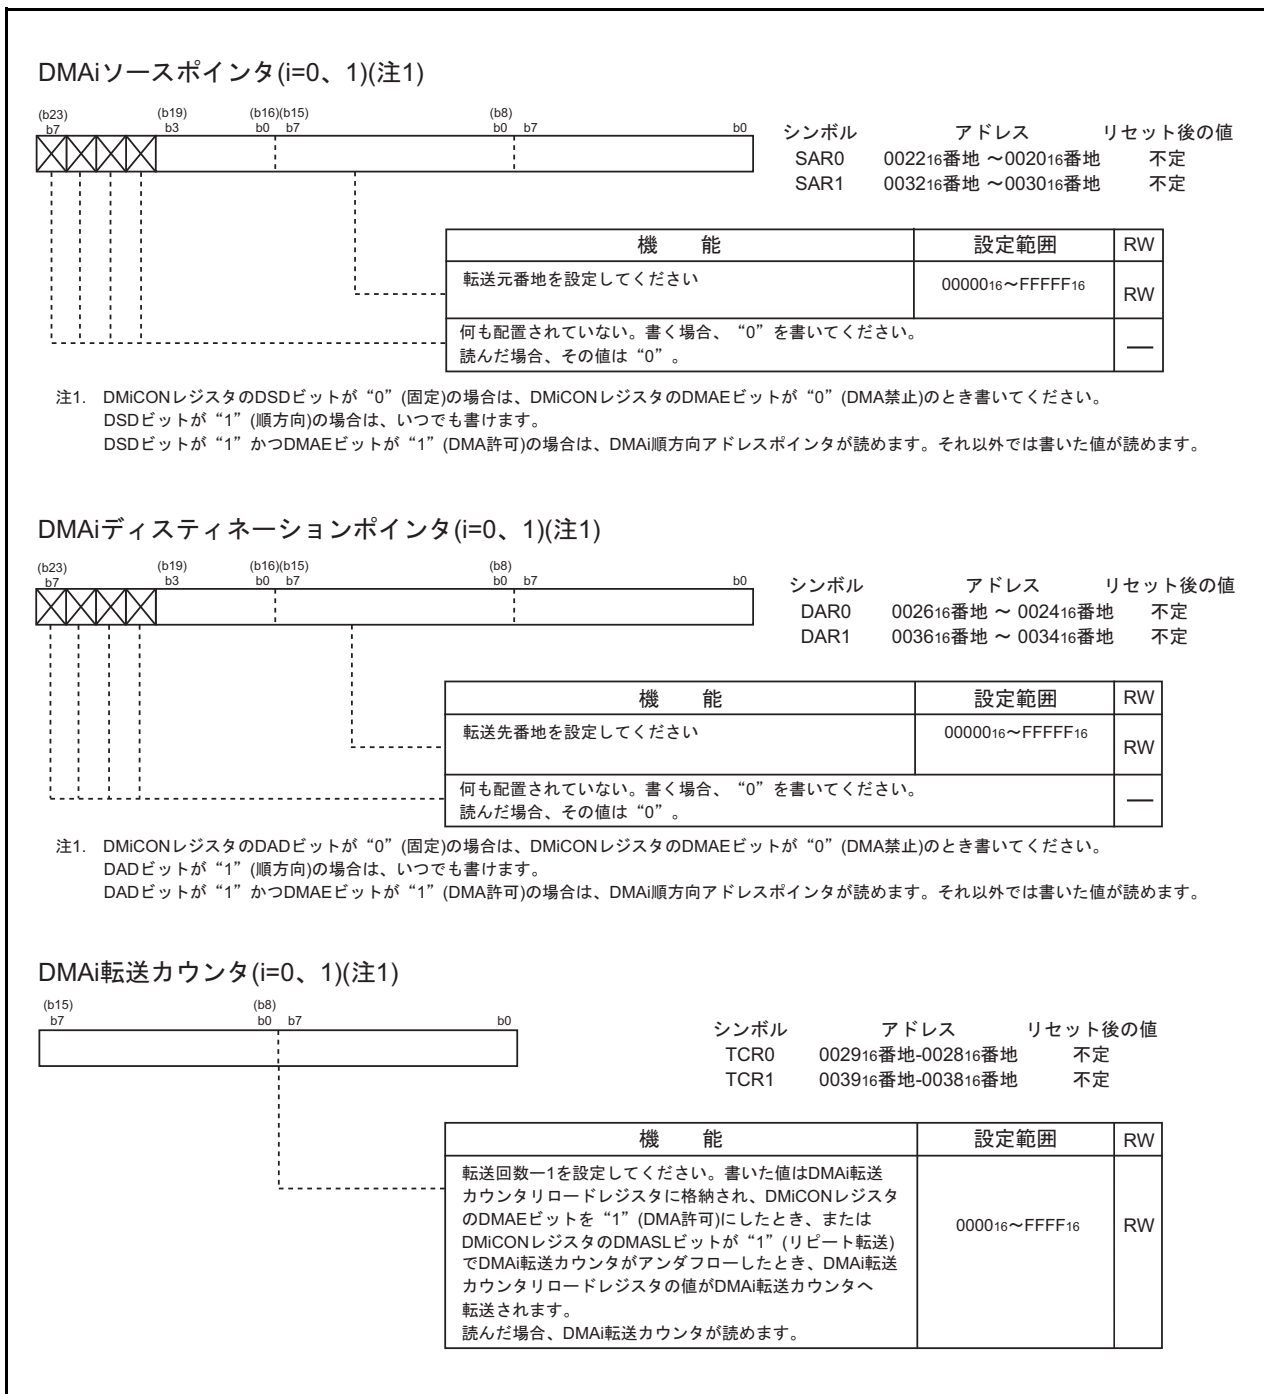 DMAiソースポインタ(i=0、1)(注1)
(b23) (b19) (b16)(b15) (b8)
b7 b3 b0 b7 b0 b7 b0
シンボル アドレス リセット後の値
SAR0 002216番地 ～002016番地 不定
SAR1 003216番地 ～003016番地 不定
機 能 設定範囲 RW
転送元番地を設定してください 0000016～FFFFF16 RW
何も配置されていない。書く場合、“0”を書いてください。
読んだ場合、その値は“0”。 —
注1. DMiCONレジスタのDSDビットが“0”(固定)の場合は、DMiCONレジスタのDMAEビットが“0”(DMA禁止)のとき書いてください。
DSDビットが“1”(順方向)の場合は、いつでも書けます。
DSDビットが“1”かつDMAEビットが“1”(DMA許可)の場合は、DMAi順方向アドレスポインタが読めます。それ以外では書いた値が読めます。
DMAiディスティネーションポインタ(i=0、1)(注1)
(b23) (b19) (b16)(b15) (b8)
b7 b3 b0 b7 b0 b7 b0
シンボル アドレス リセット後の値
DAR0 002616番地 ～ 002416番地 不定
DAR1 003616番地 ～ 003416番地 不定
機 能 設定範囲 RW
転送先番地を設定してください 0000016～FFFFF16 RW
何も配置されていない。書く場合、“0”を書いてください。
読んだ場合、その値は“0”。 —
注1. DMiCONレジスタのDADビットが“0”(固定)の場合は、DMiCONレジスタのDMAEビットが“0”(DMA禁止)のとき書いてください。
DADビットが“1”(順方向)の場合は、いつでも書けます。
DADビットが“1”かつDMAEビットが“1”(DMA許可)の場合は、DMAi順方向アドレスポインタが読めます。それ以外では書いた値が読めます。
DMAi転送カウンタ(i=0、1)(注1)
(b15) (b8)
b7 b0 b7 b0
シンボル アドレス リセット後の値
TCR0 002916番地-002816番地 不定
TCR1 003916番地-003816番地 不定
機 能 設定範囲 RW
転送回数ー1を設定してください。書いた値はDMAi転送
カウンタリロードレジスタに格納され、DMiCONレジスタ
のDMAEビットを“1”(DMA許可)にしたとき、または
DMiCONレジスタのDMASLビットが“1”(リピート転送) 000016～FFFF16 RW
でDMAi転送カウンタがアンダフローしたとき、DMAi転送
カウンタリロードレジスタの値がDMAi転送カウンタへ
転送されます。
読んだ場合、DMAi転送カウンタが読めます。